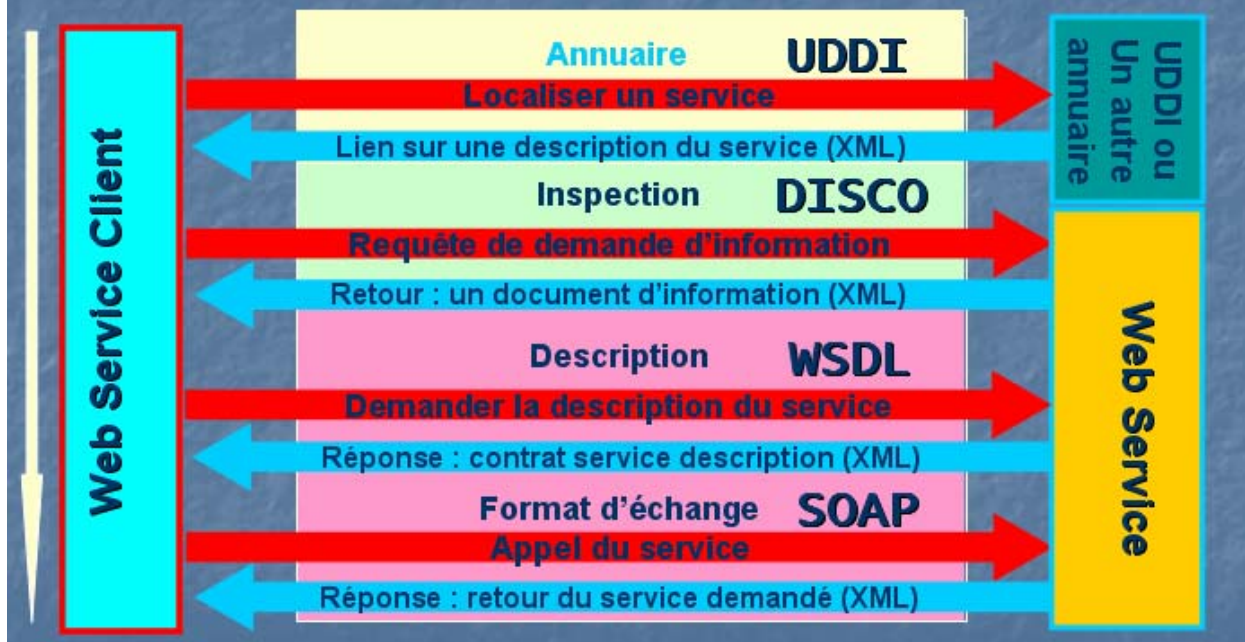 Web Service Client
Annuaire UDDI
Localiser un service
Lien sur une description du service (XML)
Inspection DISCO
Requête de demande d'information
Retour : un document d'information (XML)
Description WSDL
Demander la description du service
Réponse : contrat service description (XML)
Format d'échange SOAP
Appel du service
Réponse : retour du service demandé (XML)
UDDI ou
Un autre
annuaire
Web Service